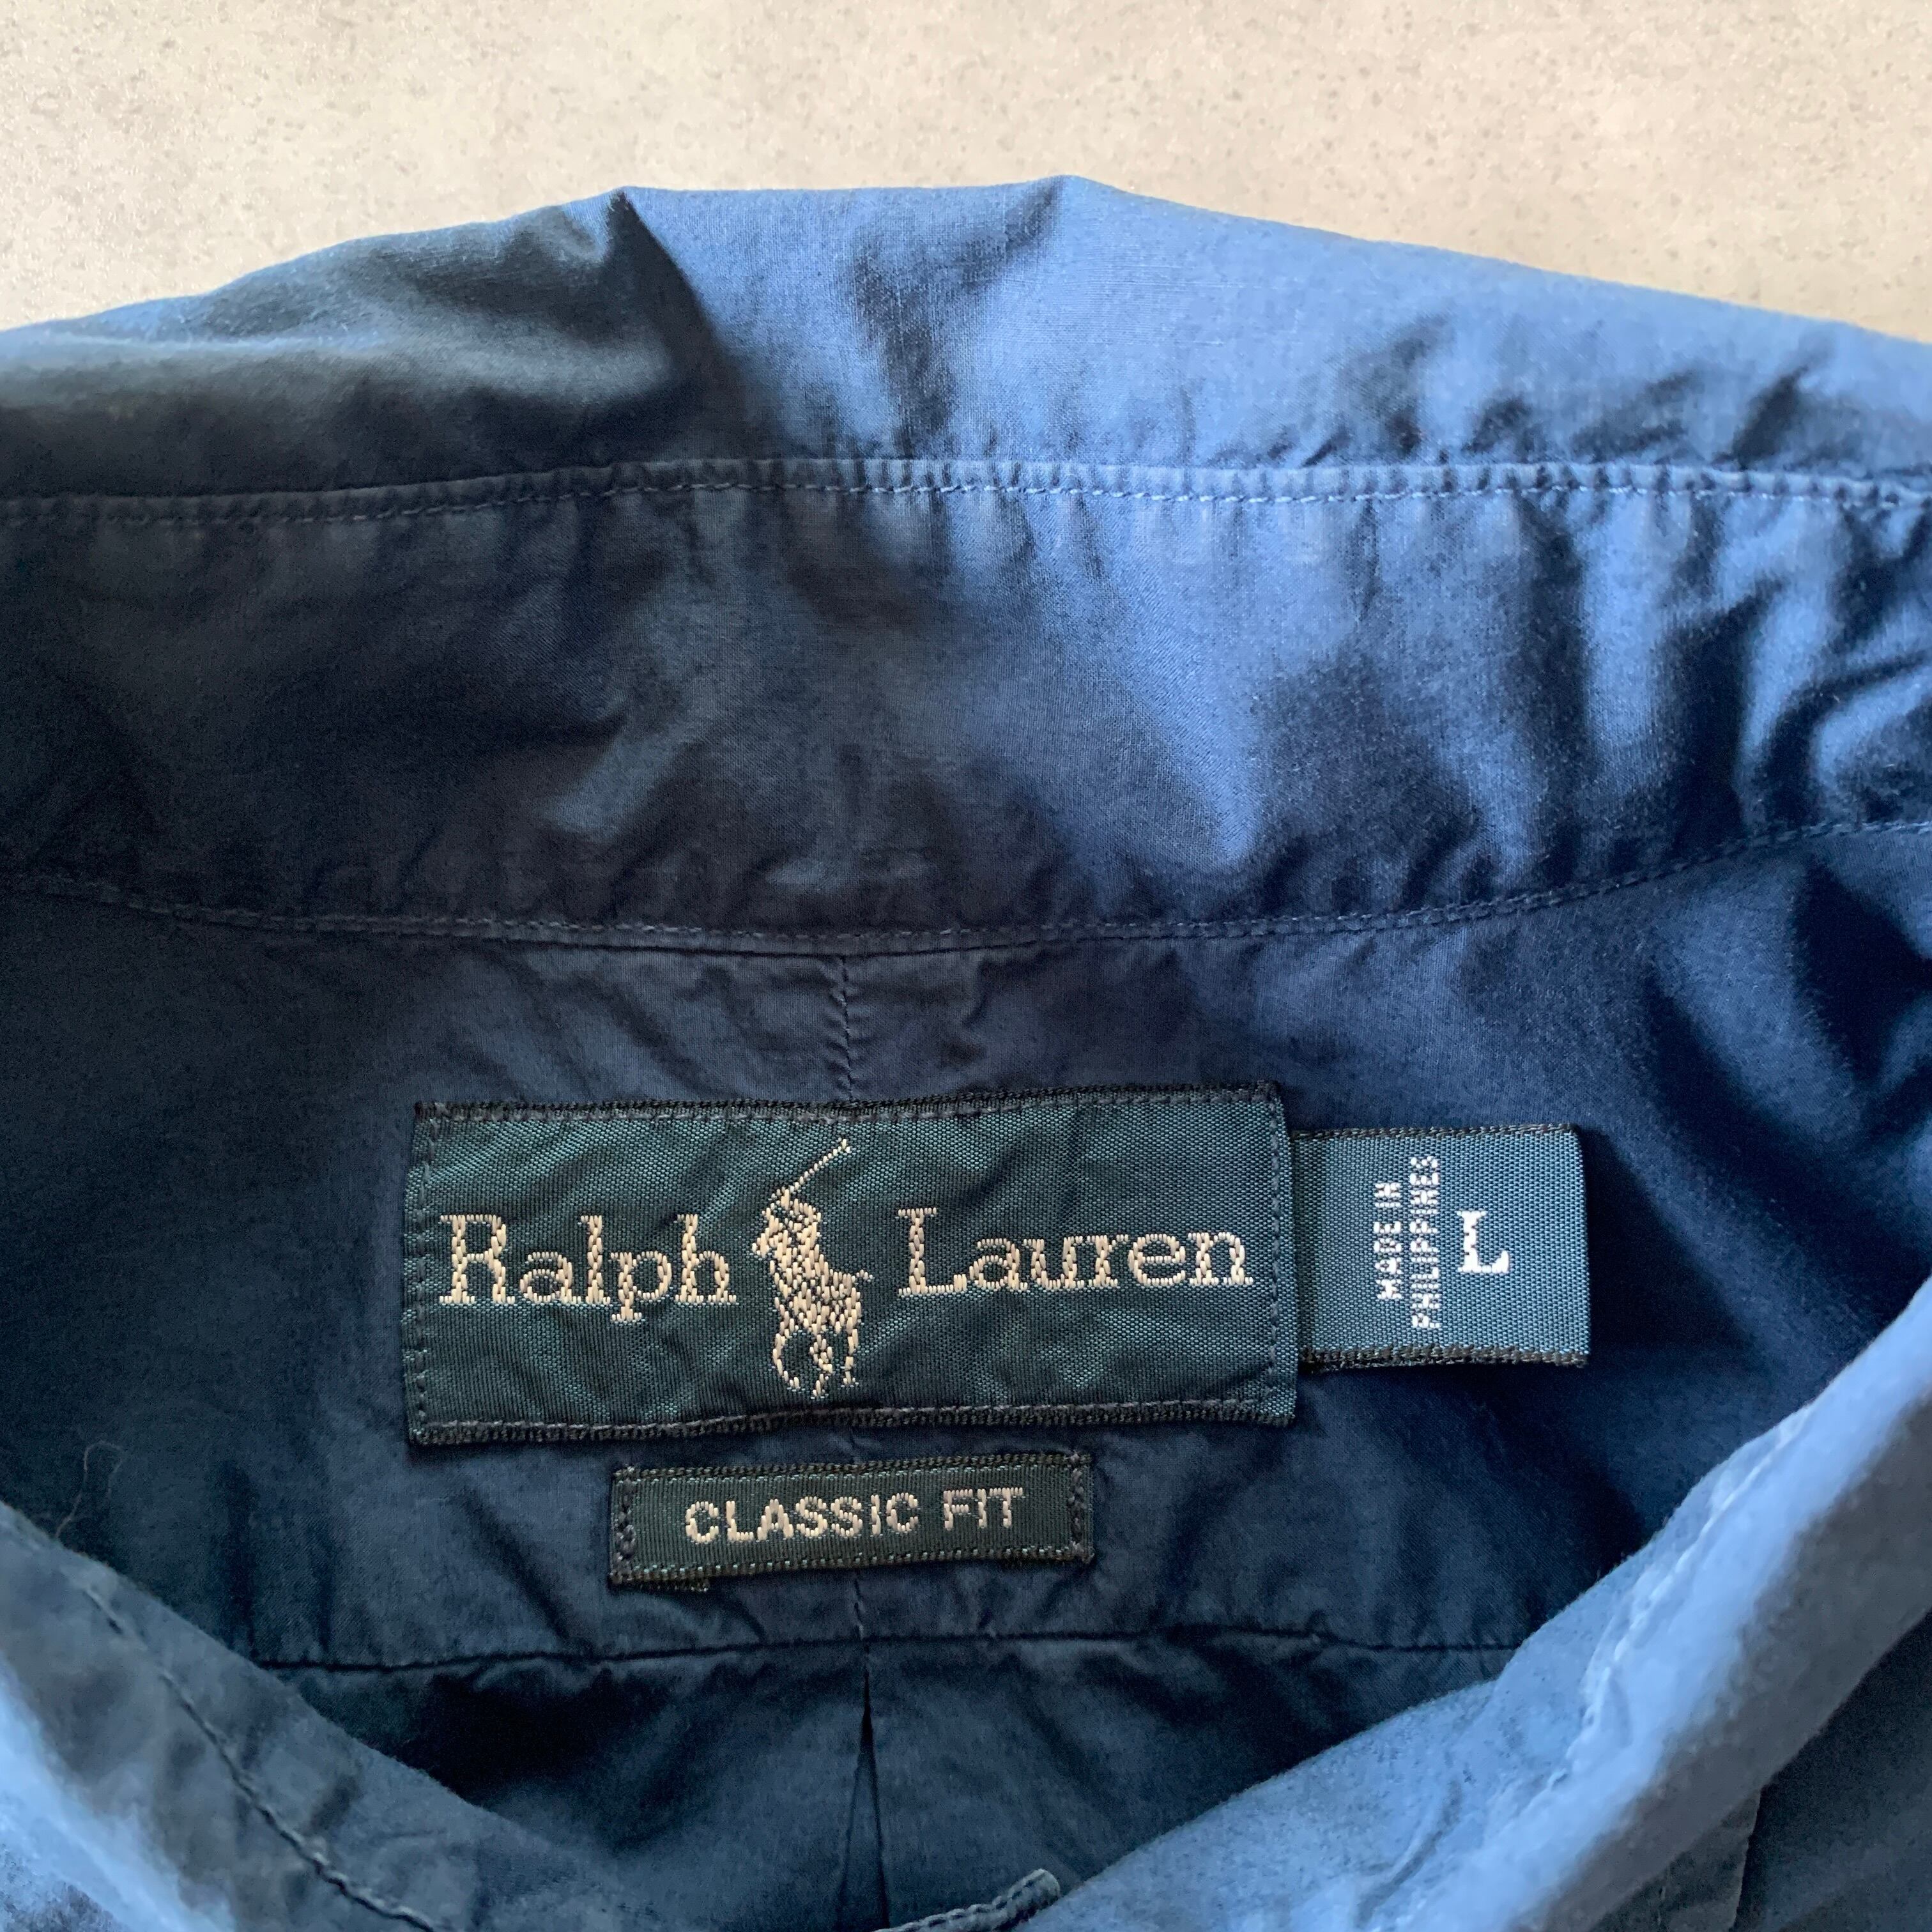 Ralph Lauren
MADE IN
PHILIPPINES
L
CLASSIC FIT